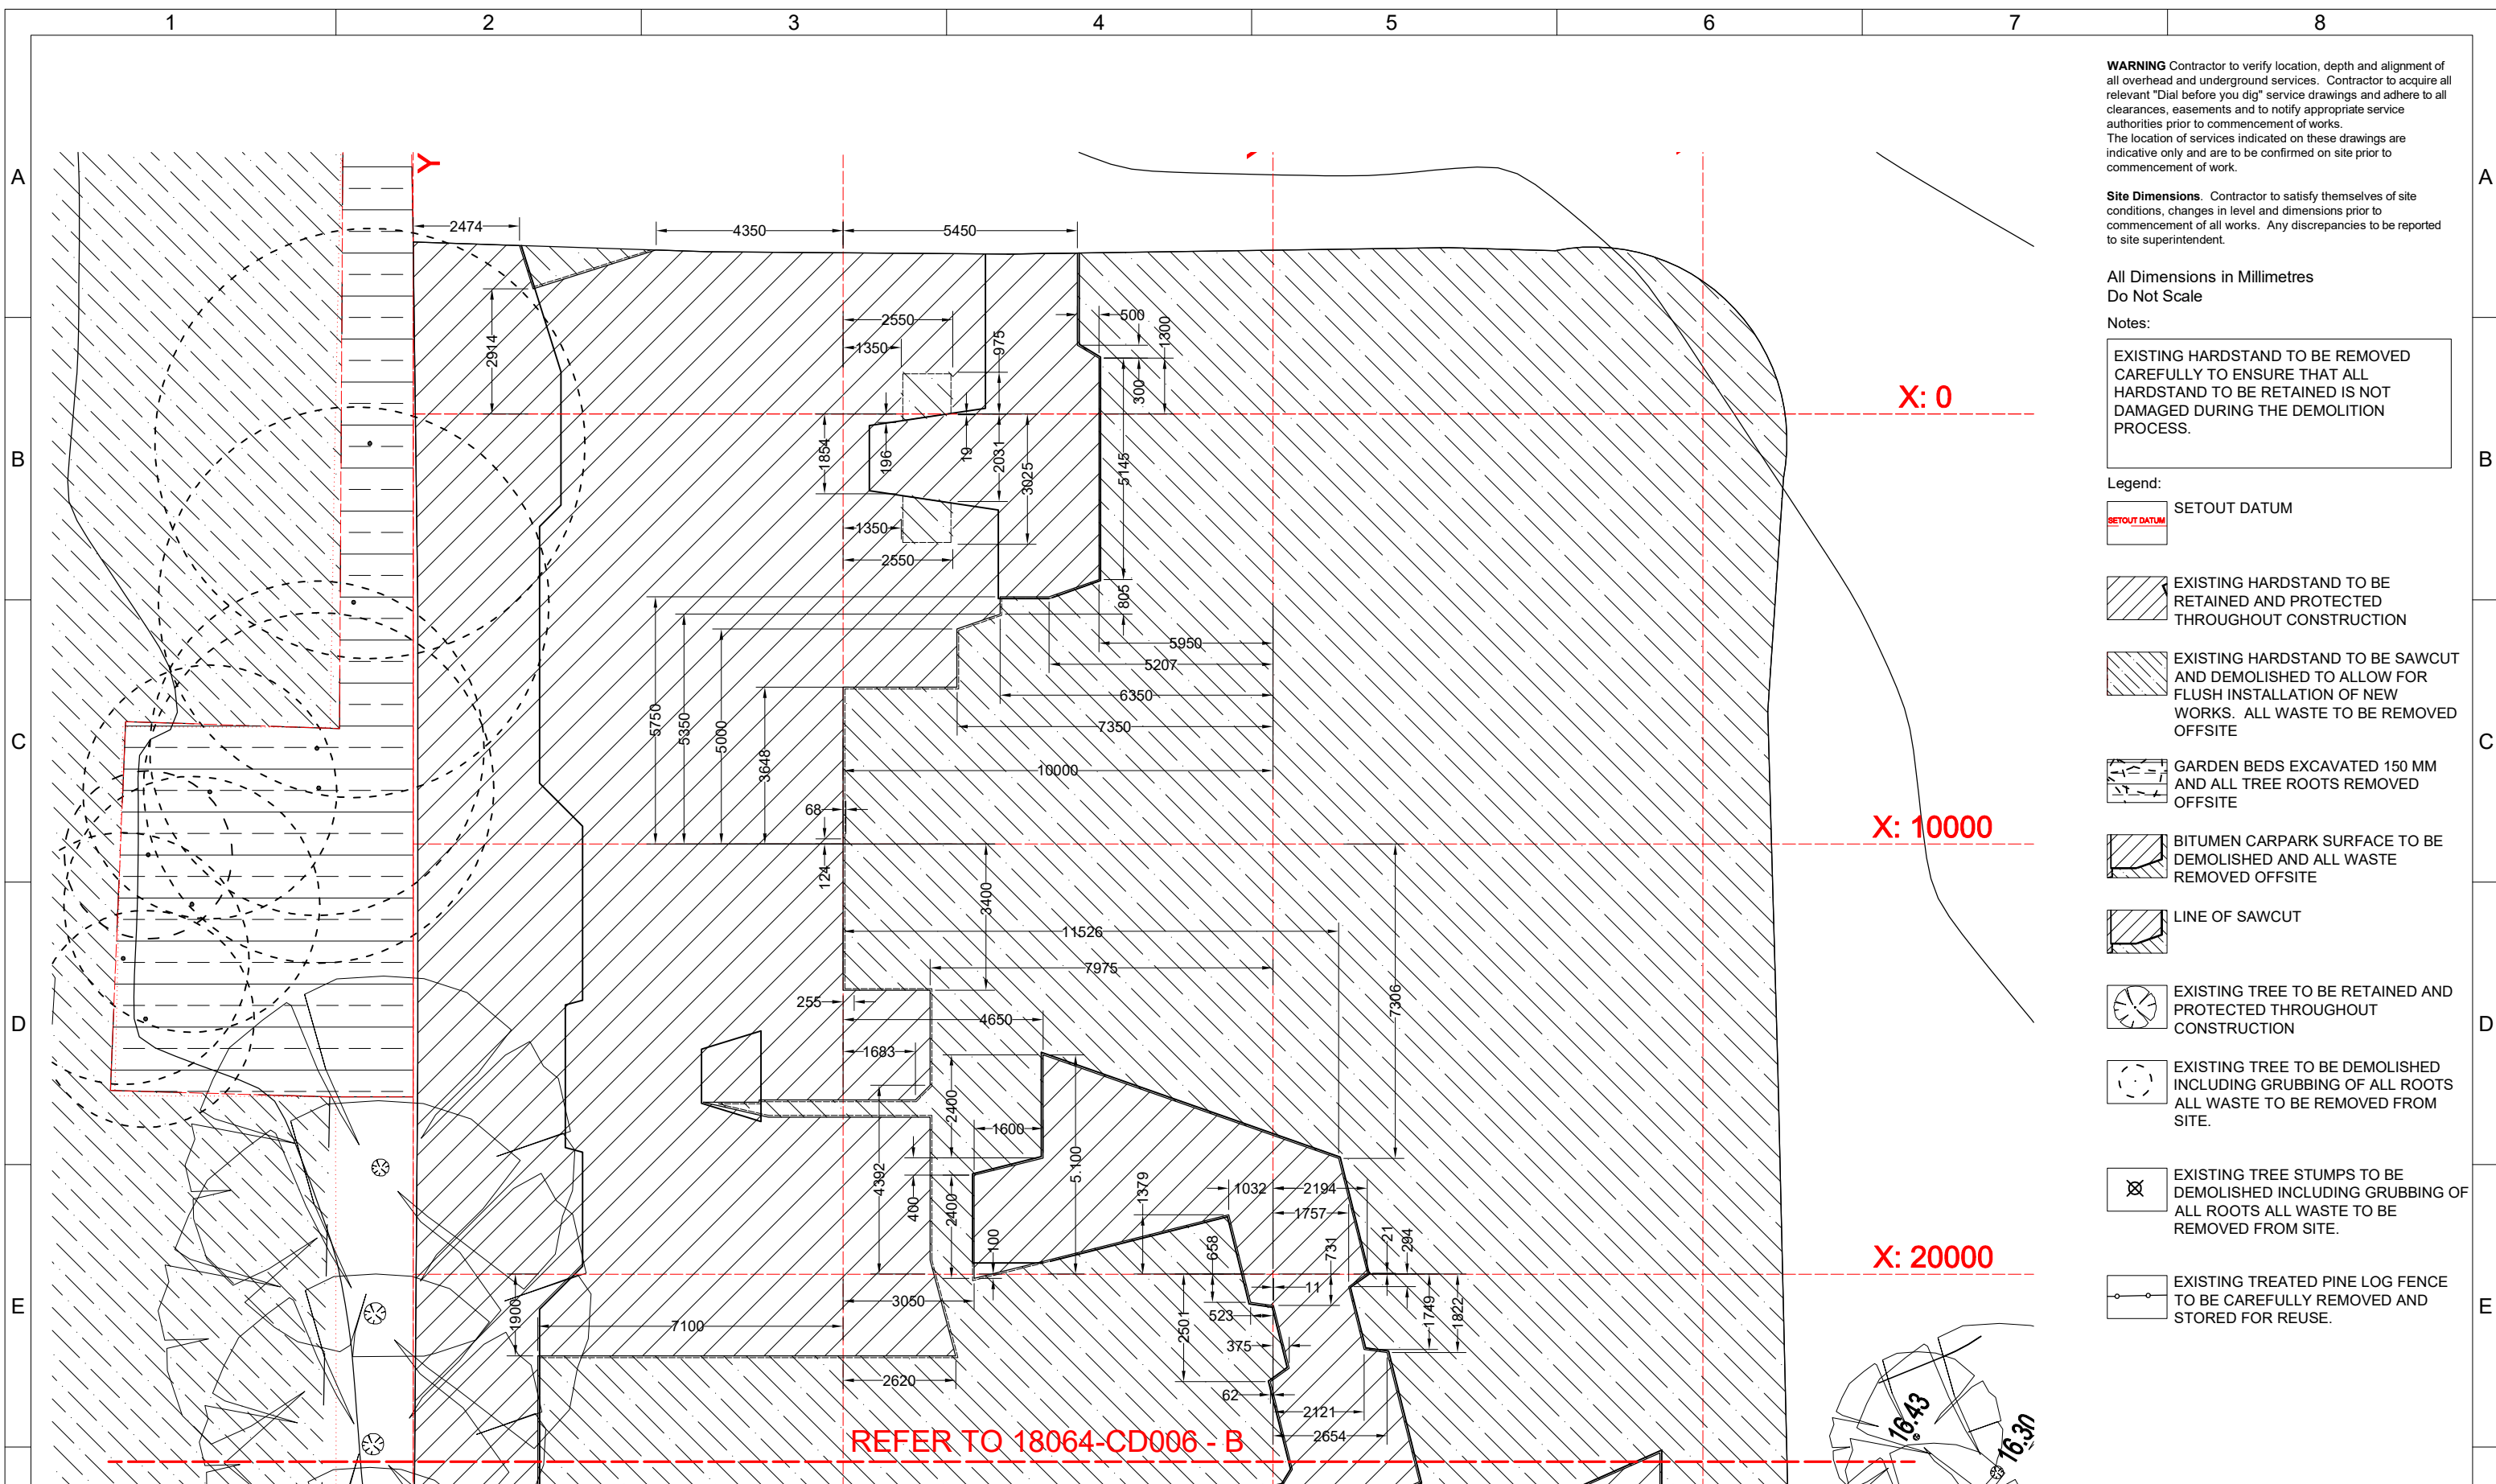 1 2 3 4 5 6 7 8
A
B
C
D
E
A
B
C
D
E
Y
2474
4350
5450
2550
1350
975
500
1300
300
2914
X: 0
1854
196
19
2031
3025
5145
1350
2550
805
5950
5207
6350
7350
5750
5350
5000
3648
10000
68
X: 10000
124
3400
11526
7975
7306
255
4650
1683
2400
1600
5.100
4392
400
2400
100
1379
1032
2194
1757
21
294
658
731
X: 20000
11
1900
3050
7100
523
375
2501
1749
1822
2620
62
2121
2654
REFER TO 18064-CD006 - B
16.43
16.30
WARNING Contractor to verify location, depth and alignment of
all overhead and underground services. Contractor to acquire all
relevant "Dial before you dig" service drawings and adhere to all
clearances, easements and to notify appropriate service
authorities prior to commencement of works.
The location of services indicated on these drawings are
indicative only and are to be confirmed on site prior to
commencement of work.
Site Dimensions. Contractor to satisfy themselves of site
conditions, changes in level and dimensions prior to
commencement of all works. Any discrepancies to be reported
to site superintendent.
All Dimensions in Millimetres
Do Not Scale
Notes:
EXISTING HARDSTAND TO BE REMOVED
CAREFULLY TO ENSURE THAT ALL
HARDSTAND TO BE RETAINED IS NOT
DAMAGED DURING THE DEMOLITION
PROCESS.
Legend:
SETOUT DATUM
SETOUT DATUM
EXISTING HARDSTAND TO BE
RETAINED AND PROTECTED
THROUGHOUT CONSTRUCTION
EXISTING HARDSTAND TO BE SAWCUT
AND DEMOLISHED TO ALLOW FOR
FLUSH INSTALLATION OF NEW
WORKS. ALL WASTE TO BE REMOVED
OFFSITE
GARDEN BEDS EXCAVATED 150 MM
AND ALL TREE ROOTS REMOVED
OFFSITE
BITUMEN CARPARK SURFACE TO BE
DEMOLISHED AND ALL WASTE
REMOVED OFFSITE
LINE OF SAWCUT
EXISTING TREE TO BE RETAINED AND
PROTECTED THROUGHOUT
CONSTRUCTION
EXISTING TREE TO BE DEMOLISHED
INCLUDING GRUBBING OF ALL ROOTS
ALL WASTE TO BE REMOVED FROM
SITE.
EXISTING TREE STUMPS TO BE
DEMOLISHED INCLUDING GRUBBING OF
ALL ROOTS ALL WASTE TO BE
REMOVED FROM SITE.
EXISTING TREATED PINE LOG FENCE
TO BE CAREFULLY REMOVED AND
STORED FOR REUSE.